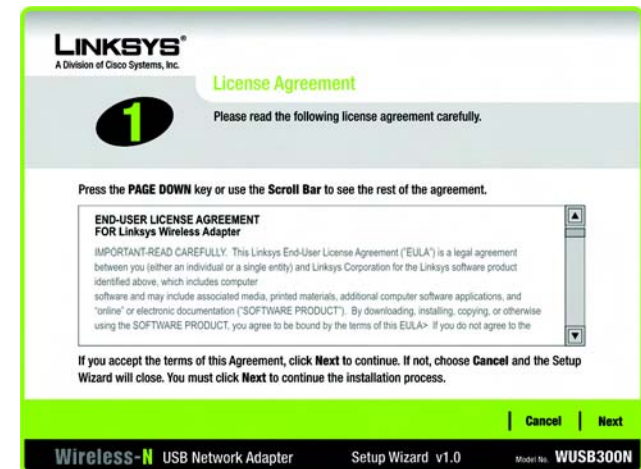 LINKSYS®
A Division of Cisco Systems, Inc.
License Agreement
1
Please read the following license agreement carefully.
Press the PAGE DOWN key or use the Scroll Bar to see the rest of the agreement.
END-USER LICENSE AGREEMENT
FOR Linksys Wireless Adapter
IMPORTANT-READ CAREFULLY. This Linksys End-User License Agreement ("EULA") is a legal agreement
between you (either an individual or a single entity) and Linksys Corporation for the Linksys software product
identified above, which includes computer
software and may include associated media, printed materials, additional computer software applications, and
"online" or electronic documentation ("SOFTWARE PRODUCT"). By downloading, installing, copying, or otherwise
using the SOFTWARE PRODUCT, you agree to be bound by the terms of this EULA> If you do not agree to the
If you accept the terms of this Agreement, click Next to continue. If not, choose Cancel and the Setup
Wizard will close. You must click Next to continue the installation process.
Cancel Next
Wireless-N USB Network Adapter Setup Wizard v1.0 Model No. WUSB300N